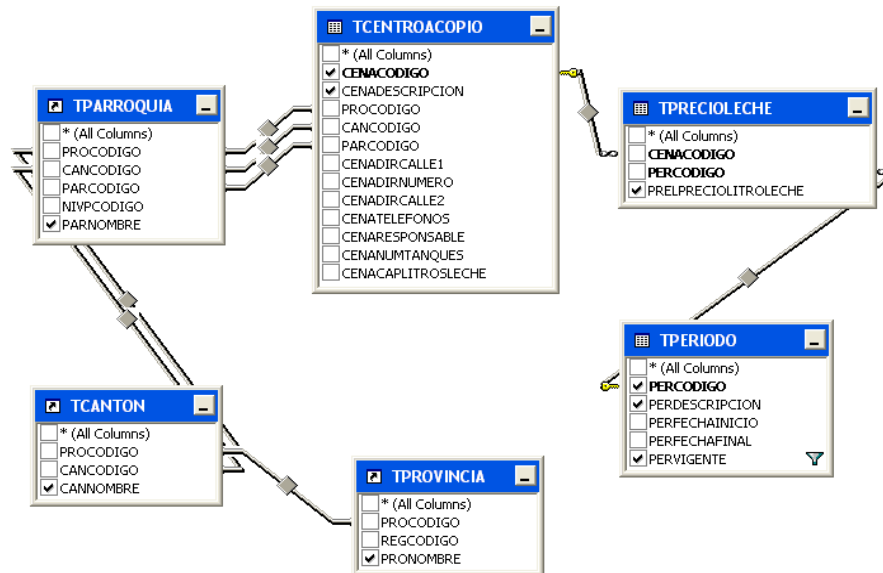 TCENTROACOPIO
* (All Columns)
CENACODIGO
CENADESCRIPCION
PROCODIGO
CANCODIGO
PARCODIGO
CENADIRCALLE1
CENADIRNUMERO
CENADIRCALLE2
CENATELEFONOS
CENARESPONSABLE
CENANUMTANQUES
CENACAPLITROSLECHE
TPARROQUIA
* (All Columns)
PROCODIGO
CANCODIGO
PARCODIGO
NIVPCODIGO
PARNOMBRE
TPRECIOLECHE
* (All Columns)
CENACODIGO
PERCODIGO
PRELPRECIOLITROLECHE
TPERIODO
* (All Columns)
PERCODIGO
PERDESCRIPCION
PERFECHAINICIO
PERFECHAFINAL
PERVIGENTE
TCANTON
* (All Columns)
PROCODIGO
CANCODIGO
CANNOMBRE
TPROVINCIA
* (All Columns)
PROCODIGO
REGCODIGO
PRONOMBRE